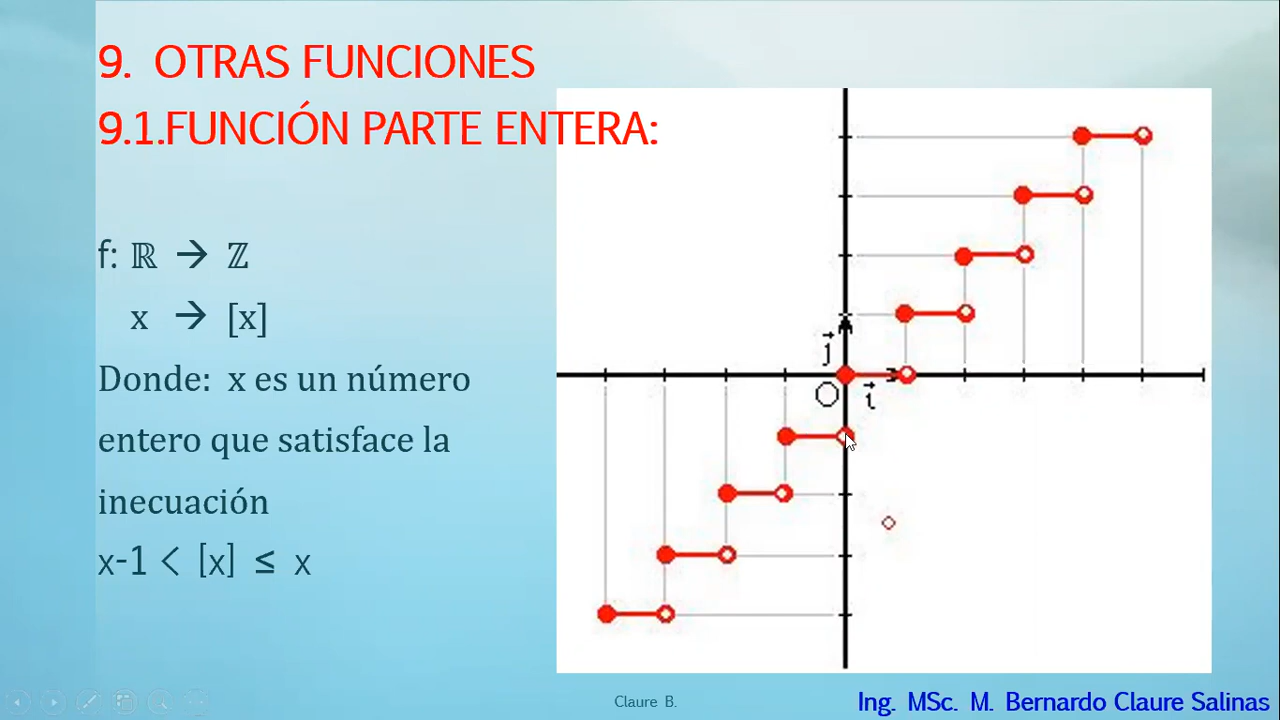 9. OTRAS FUNCIONES
9.1.FUNCIÓN PARTE ENTERA:
f: ℝ → ℤ
x → [x]
Donde: x es un número
entero que satisface la
inecuación
x-1 < [x] ≤ x
j
O
i
Claure B.
Ing. MSc. M. Bernardo Claure Salinas